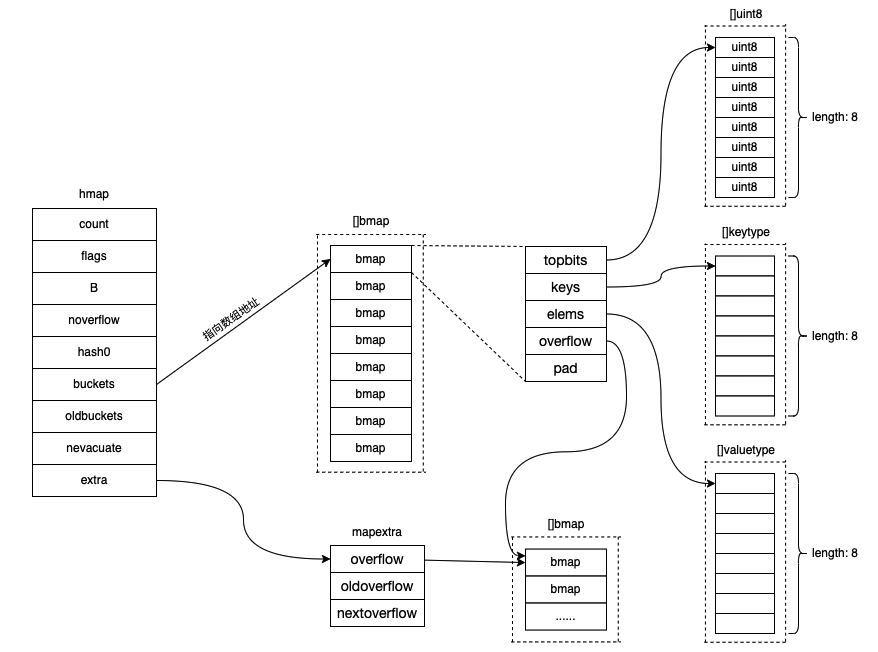 hmap
count
flags
B
noverflow
hash0
buckets
oldbuckets
nevacuate
extra
指向数组地址
[]bmap
bmap
bmap
bmap
bmap
bmap
bmap
bmap
bmap
topbits
keys
elems
overflow
pad
[]uint8
uint8
uint8
uint8
uint8
uint8
uint8
uint8
uint8
length: 8
[]keytype
length: 8
[]valuetype
length: 8
mapextra
overflow
oldoverflow
nextoverflow
[]bmap
bmap
bmap
......